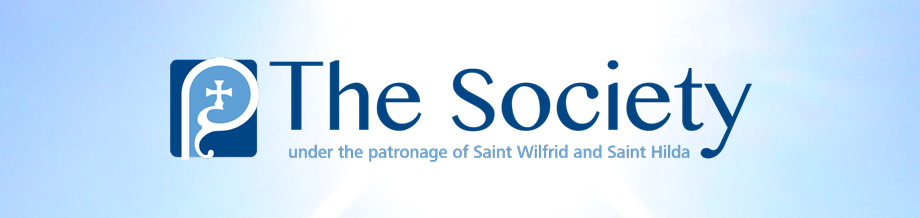 The Society
under the patronage of Saint Wilfrid and Saint Hilda